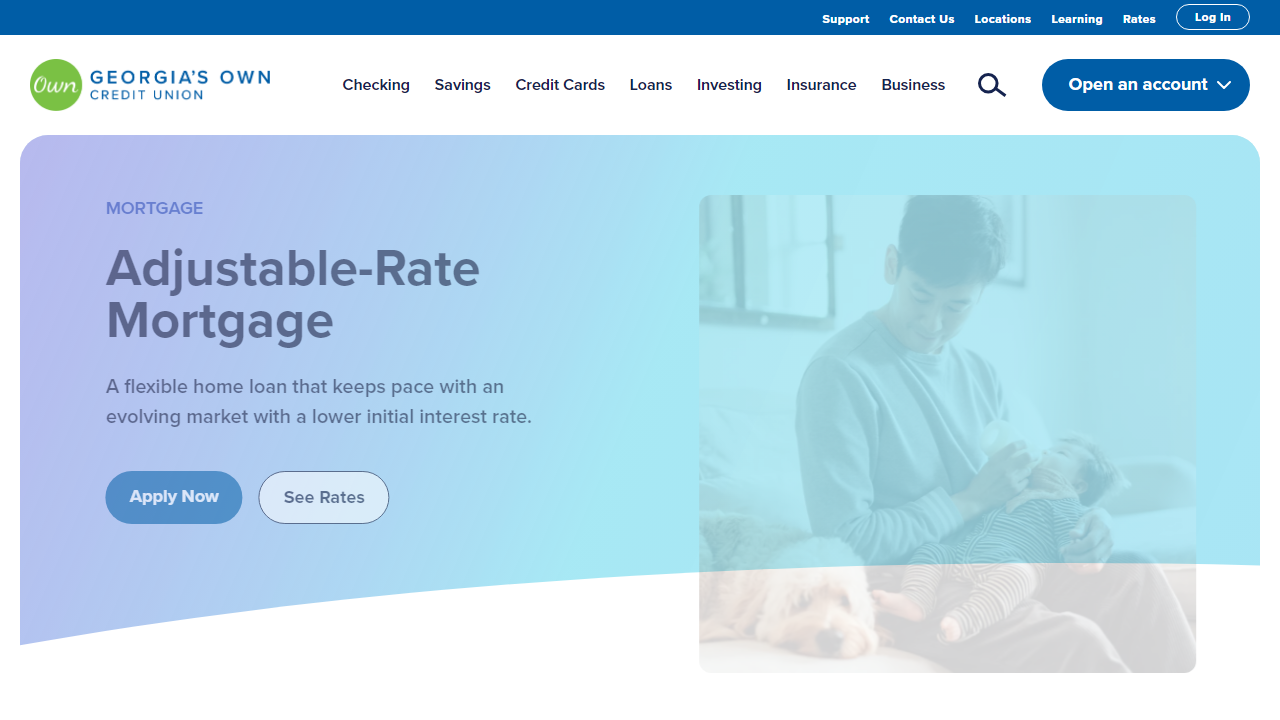 Support Contact Us Locations Learning Rates Log In
Own GEORGIA'S OWN
CREDIT UNION
Checking Savings Credit Cards Loans Investing Insurance Business Open an account
MORTGAGE
Adjustable-Rate
Mortgage
A flexible home loan that keeps pace with an
evolving market with a lower initial interest rate.
Apply Now See Rates